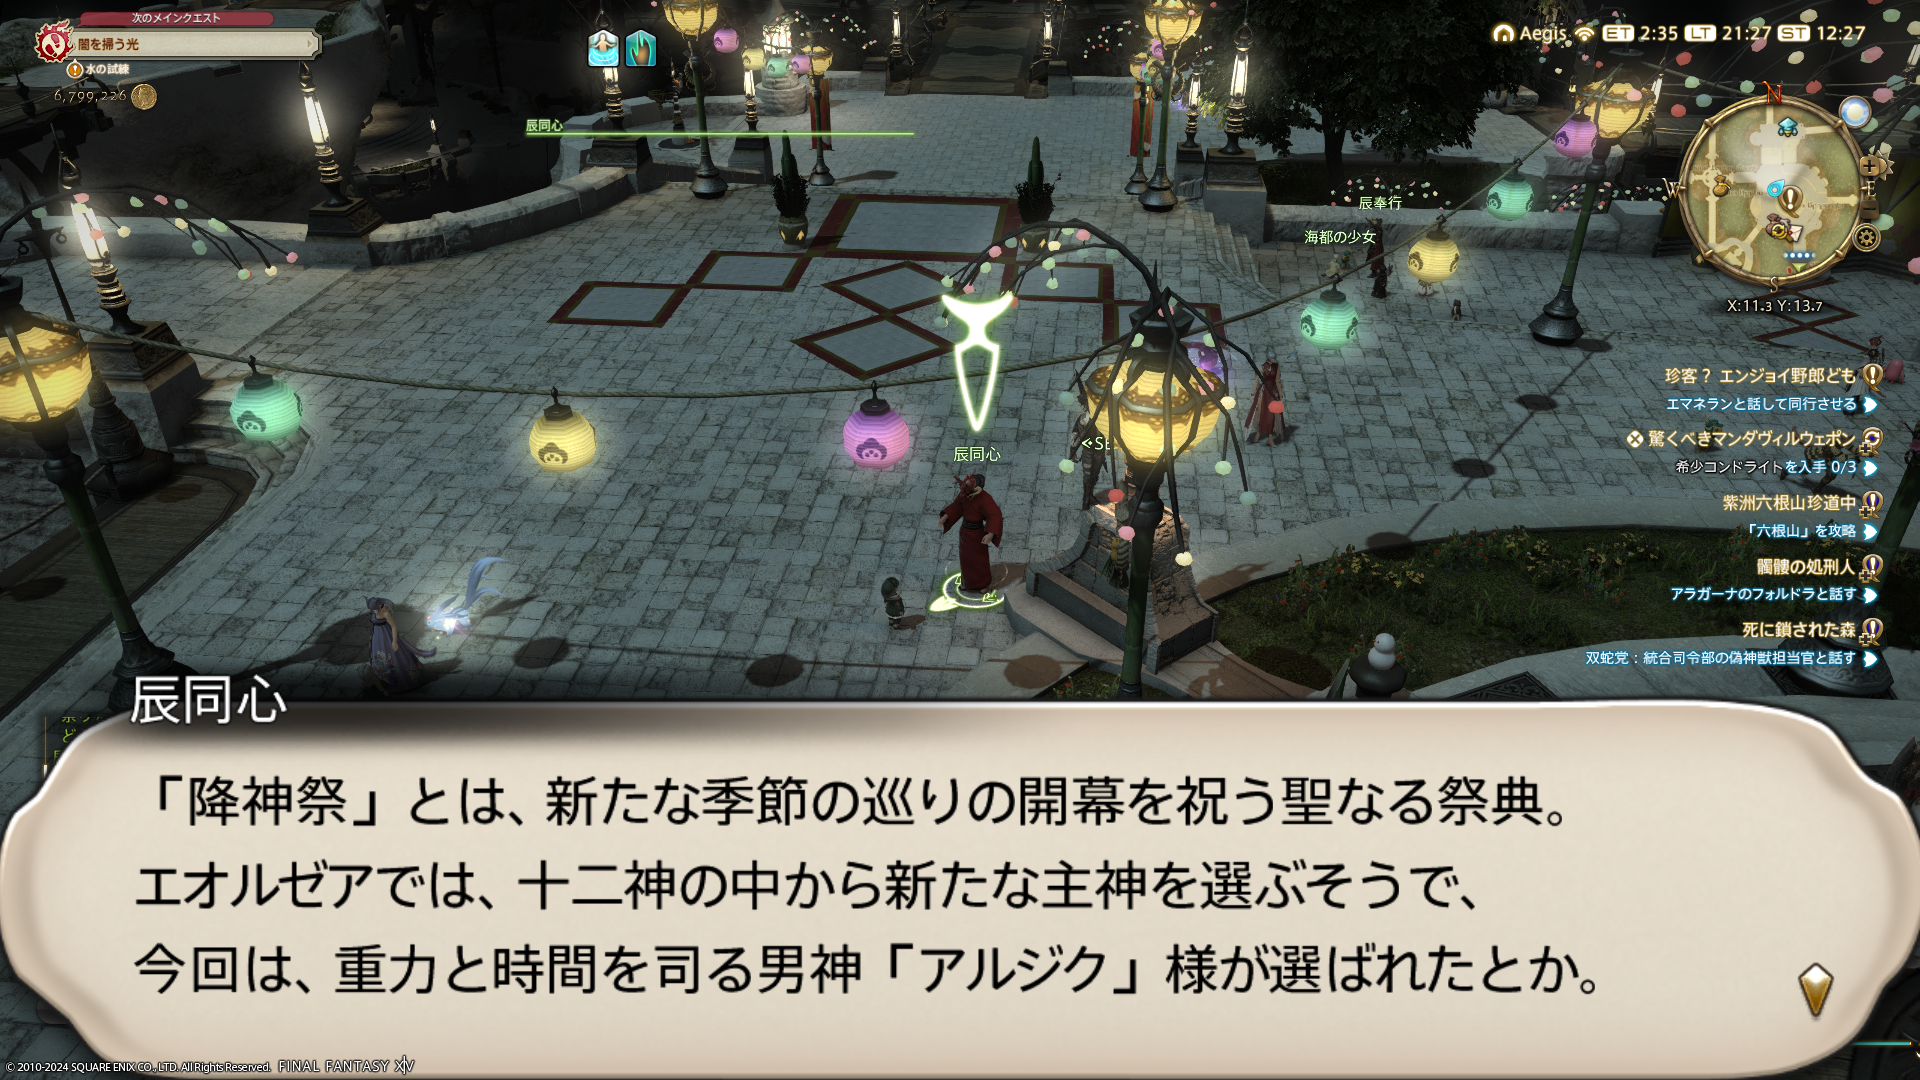 次のメインクエスト
闇を掃う光
水の試練
6,799,226
辰同心
Aegis ET 2:35 LT 21:27 ST 12:27
N
W
E
S
X:11.3 Y:13.7
辰奉行
海都の少女
辰同心
珍客？ エンジョイ野郎ども
エマネランと話して同行させる
驚くべきマンダヴィルウェポン
希少コンドライトを入手 0/3
紫洲六根山珍道中
「六根山」を攻略
髑髏の処刑人
アラガーナのフォルドラと話す
死に鎖された森
双蛇党：統合司令部の偽神獣担当官と話す
辰同心
「降神祭」とは、新たな季節の巡りの開幕を祝う聖なる祭典。
エオルゼアでは、十二神の中から新たな主神を選ぶそうで、
今回は、重力と時間を司る男神「アルジク」様が選ばれたとか。
© 2010-2024 SQUARE ENIX CO., LTD. All Rights Reserved. FINAL FANTASY XIV